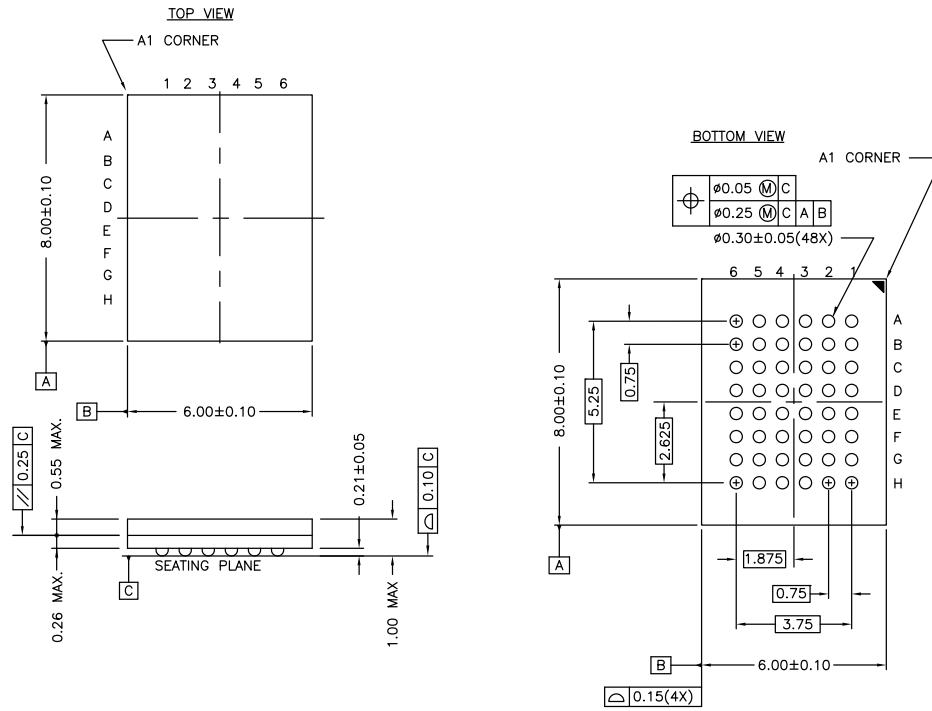 TOP VIEW
A1 CORNER
1 2 3 4 5 6
A
B
C
D
E
F
G
H
8.00±0.10
A
B
6.00±0.10
// 0.25 C
0.55 MAX.
0.26 MAX.
0.21±0.05
⌓ 0.10 C
SEATING PLANE
C
1.00 MAX
BOTTOM VIEW
A1 CORNER
⌖ ø0.05 Ⓜ C
ø0.25 Ⓜ C A B
ø0.30±0.05(48X)
6 5 4 3 2 1
A
B
C
D
E
F
G
H
8.00±0.10
5.25
0.75
2.625
A
1.875
0.75
3.75
B
6.00±0.10
⌓ 0.15(4X)